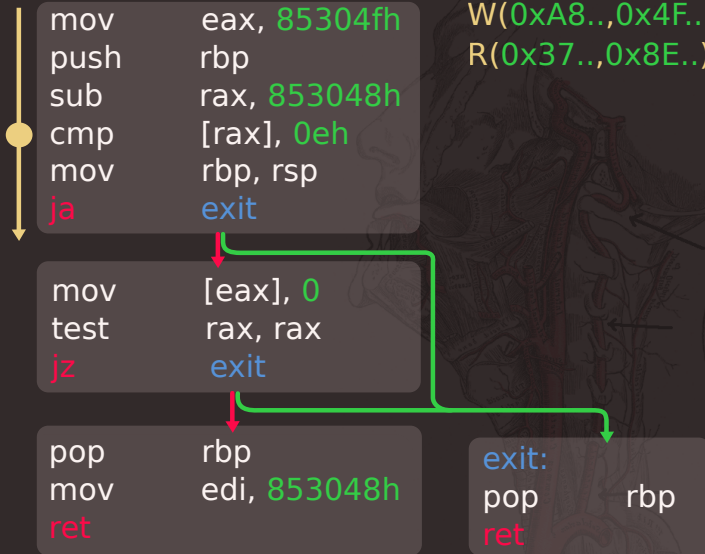 mov eax, 85304fh
push rbp
sub rax, 853048h
cmp [rax], 0eh
mov rbp, rsp
ja exit
mov [eax], 0
test rax, rax
jz exit
pop rbp
mov edi, 853048h
ret
W(0xA8..,0x4F..
R(0x37..,0x8E..)
exit:
pop rbp
ret